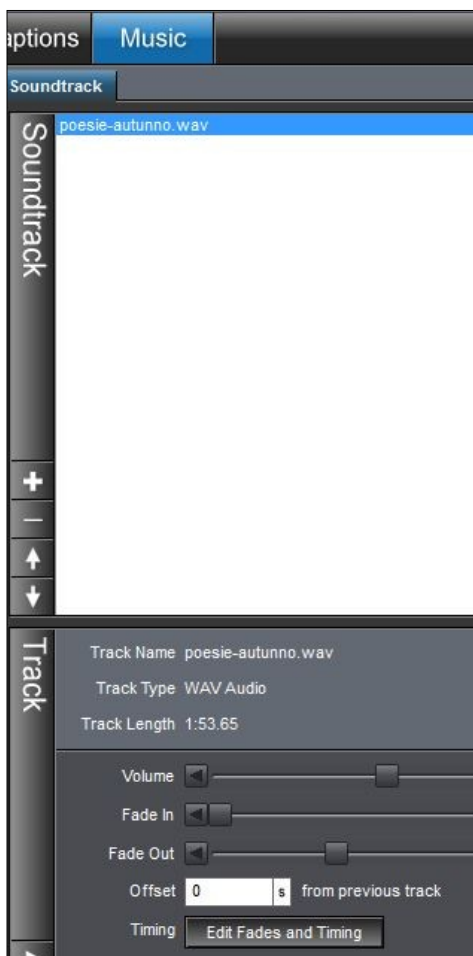 aptions Music
Soundtrack
Soundtrack
poesie-autunno.wav
Track
Track Name poesie-autunno.wav
Track Type WAV Audio
Track Length 1:53.65
Volume
Fade In
Fade Out
Offset 0 s from previous track
Timing Edit Fades and Timing